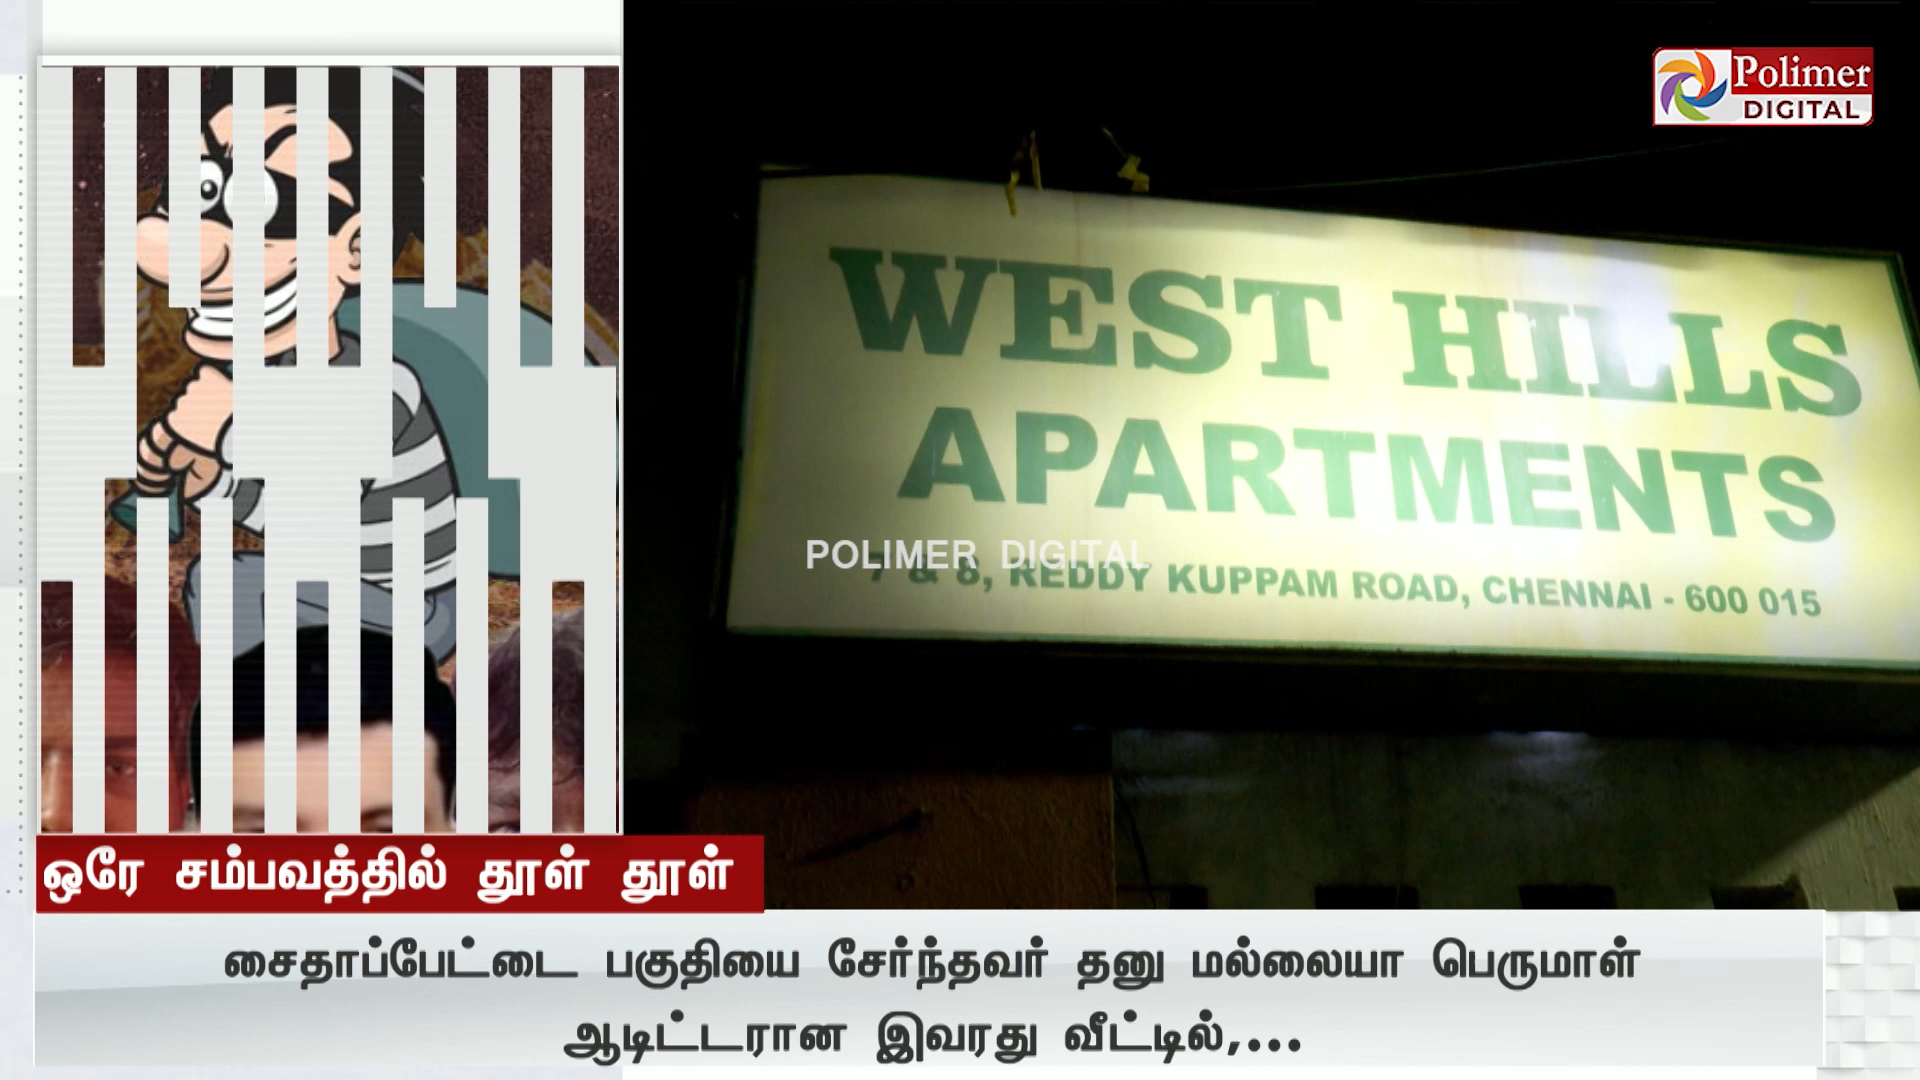 Polimer
DIGITAL
WEST HILLS
APARTMENTS
POLIMER DIGITAL
7 & 8, REDDY KUPPAM ROAD, CHENNAI - 600 015
ஒரே சம்பவத்தில் தூள் தூள்
சைதாப்பேட்டை பகுதியை சேர்ந்தவர் தனு மல்லையா பெருமாள்
ஆடிட்டரான இவரது வீட்டில்,...